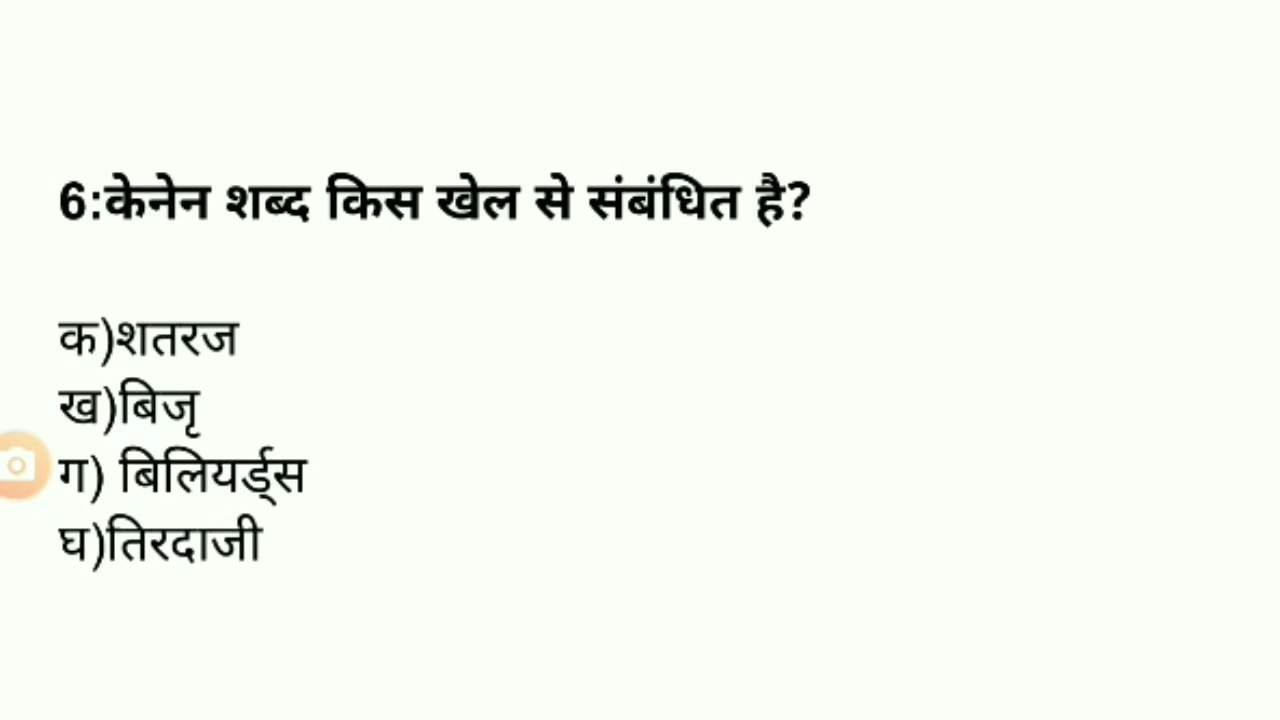 6:केनेन शब्द किस खेल से संबंधित है?
क)शतरज
ख)बिजृ
ग) बिलियर्ड्स
घ)तिरदाजी